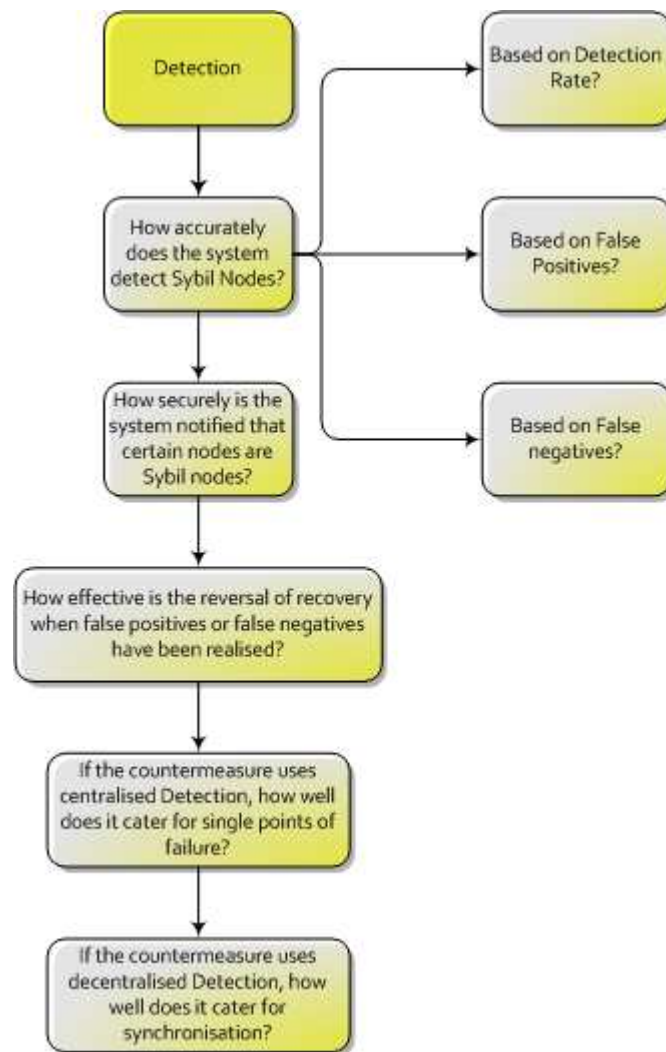 Detection
Based on Detection
Rate?
How accurately
does the system
detect Sybil Nodes?
Based on False
Positives?
How securely is the
system notified that
certain nodes are
Sybil nodes?
Based on False
negatives?
How effective is the reversal of recovery
when false positives or false negatives
have been realised?
If the countermeasure uses
centralised Detection, how well
does it cater for single points of
failure?
If the countermeasure uses
decentralised Detection, how
well does it cater for
synchronisation?